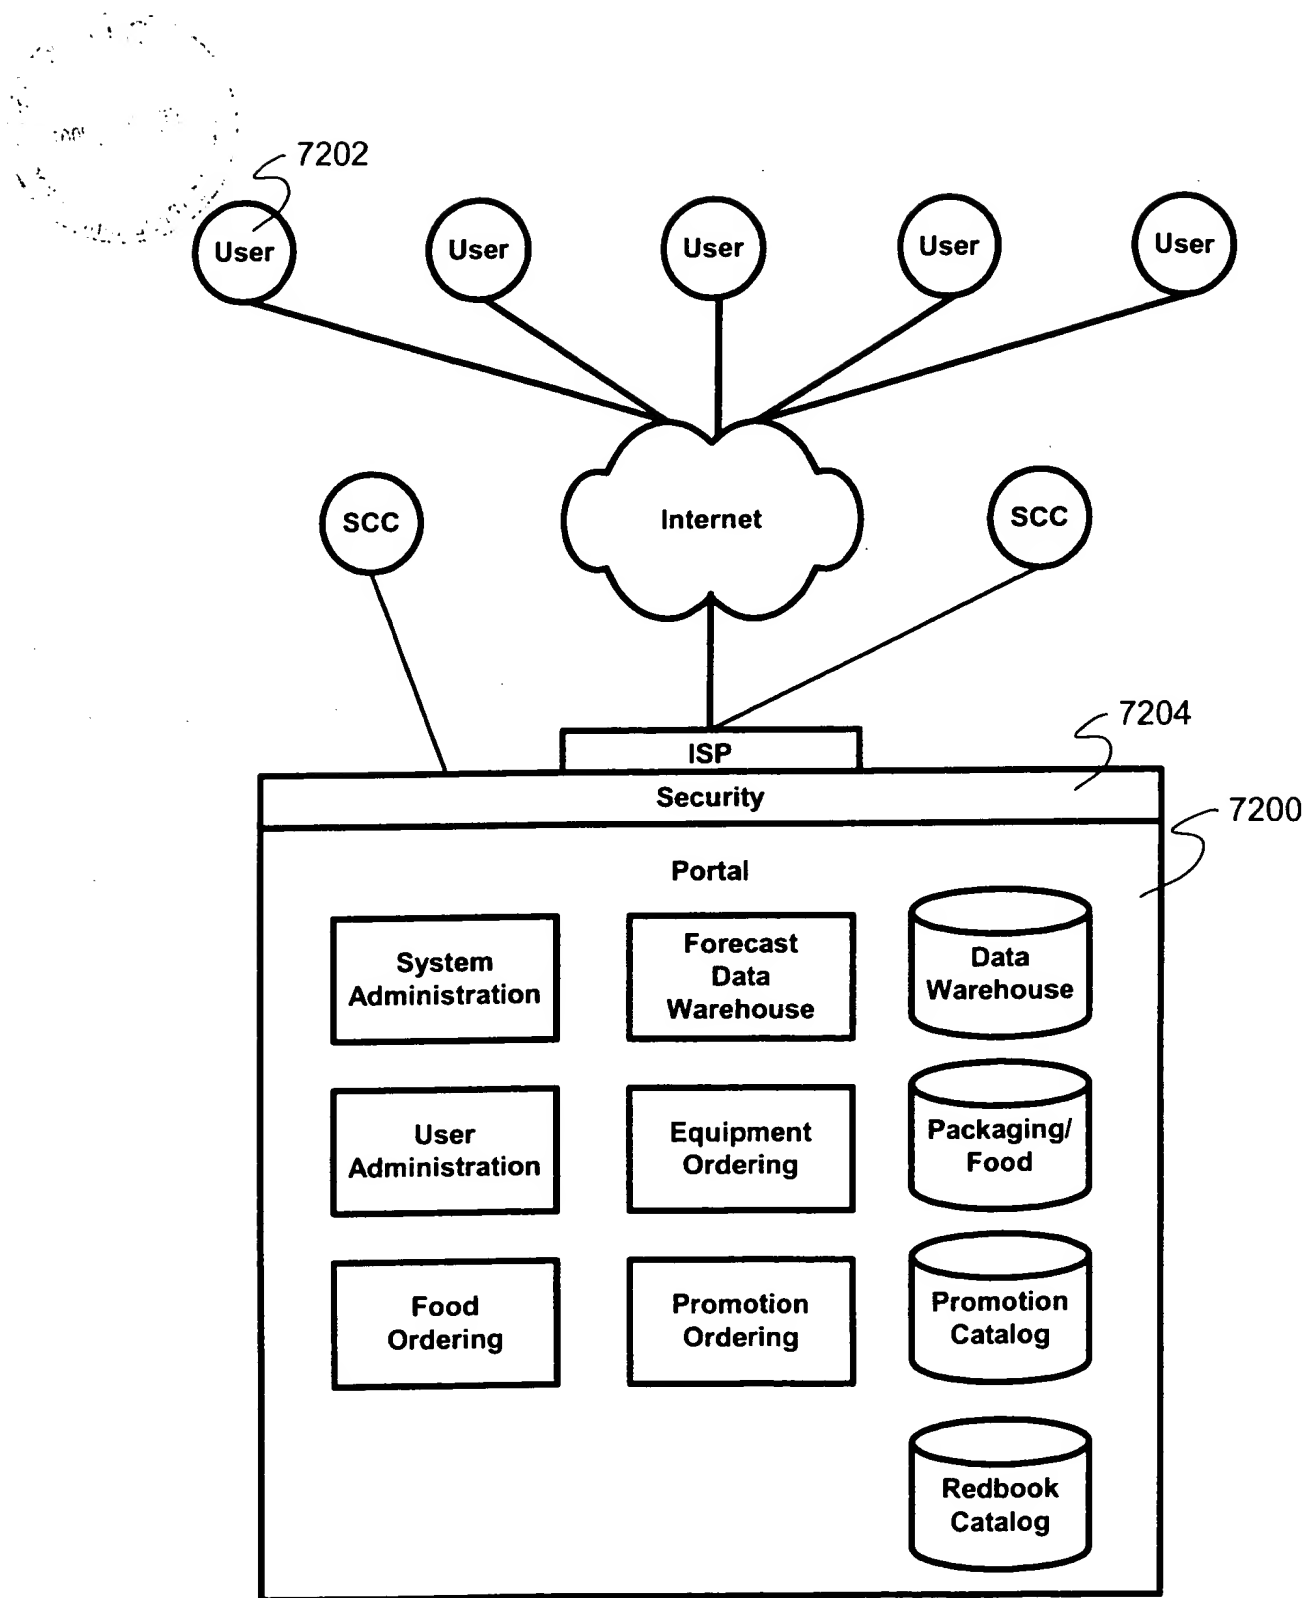 7202
User
User
User
User
User
SCC
Internet
SCC
7204
ISP
Security
7200
Portal
System
Administration
Forecast
Data
Warehouse
Data
Warehouse
User
Administration
Equipment
Ordering
Packaging/
Food
Food
Ordering
Promotion
Ordering
Promotion
Catalog
Redbook
Catalog